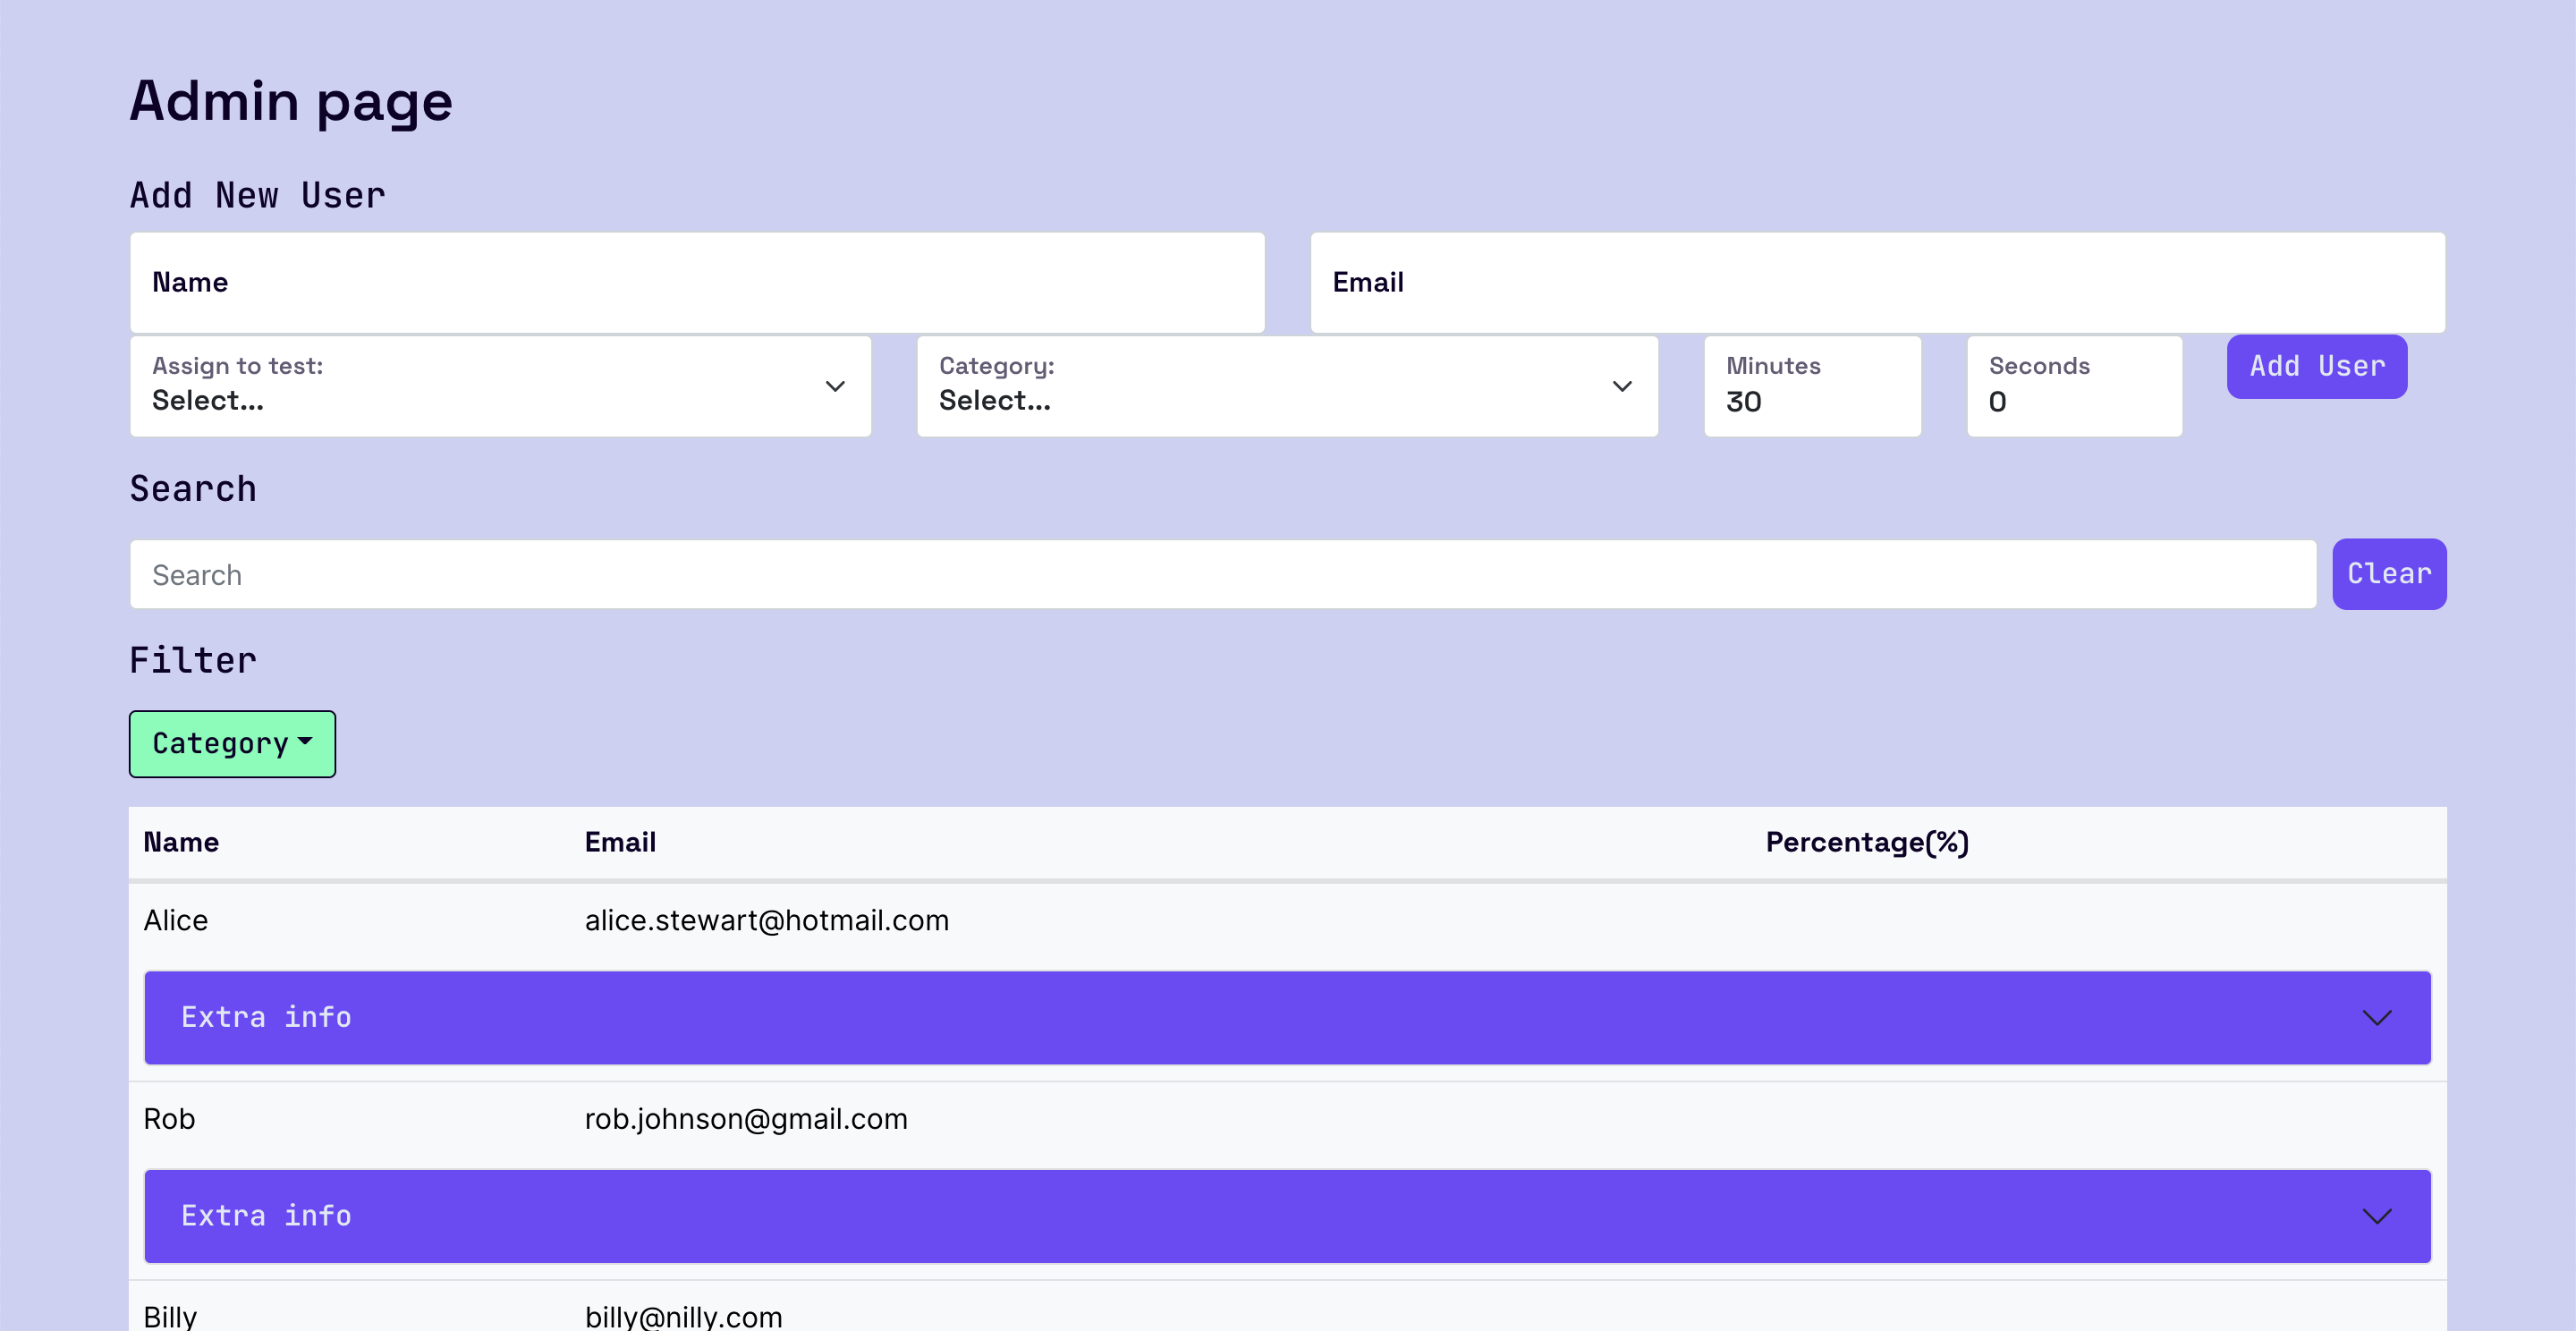 Admin page
Add New User
Name
Email
Assign to test:
Select...
Category:
Select...
Minutes
30
Seconds
0
Add User
Search
Search
Clear
Filter
Category
Name Email Percentage(%)
Alice alice.stewart@hotmail.com
Extra info
Rob rob.johnson@gmail.com
Extra info
Billy billy@nilly.com